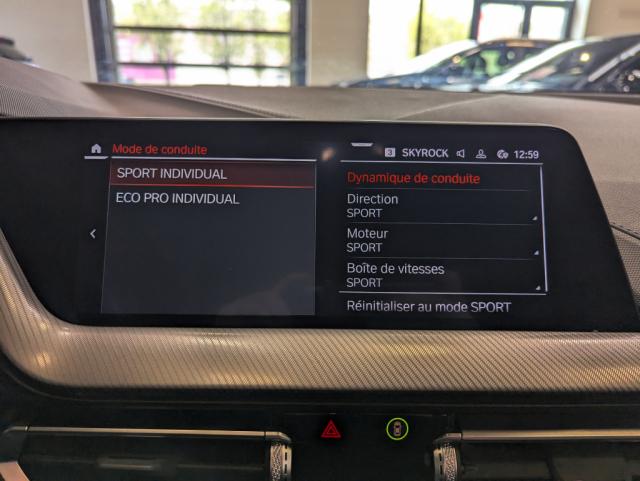 Mode de conduite
3 SKYROCK 12:59
SPORT INDIVIDUAL
ECO PRO INDIVIDUAL
Dynamique de conduite
Direction
SPORT
Moteur
SPORT
Boîte de vitesses
SPORT
Réinitialiser au mode SPORT